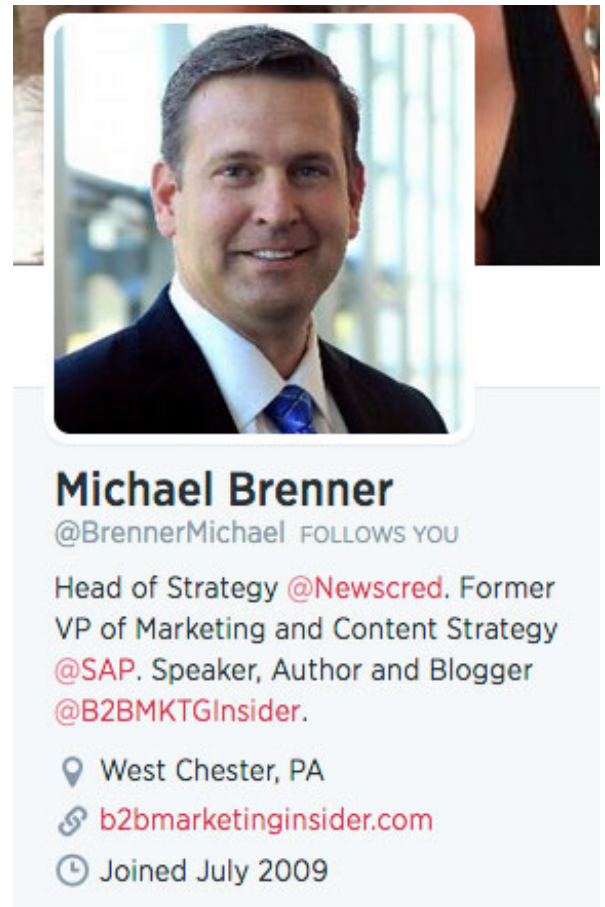 Michael Brenner
@BrennerMichael FOLLOWS YOU
Head of Strategy @Newscred. Former
VP of Marketing and Content Strategy
@SAP. Speaker, Author and Blogger
@B2BMKTGInsider.
West Chester, PA
b2bmarketinginsider.com
Joined July 2009